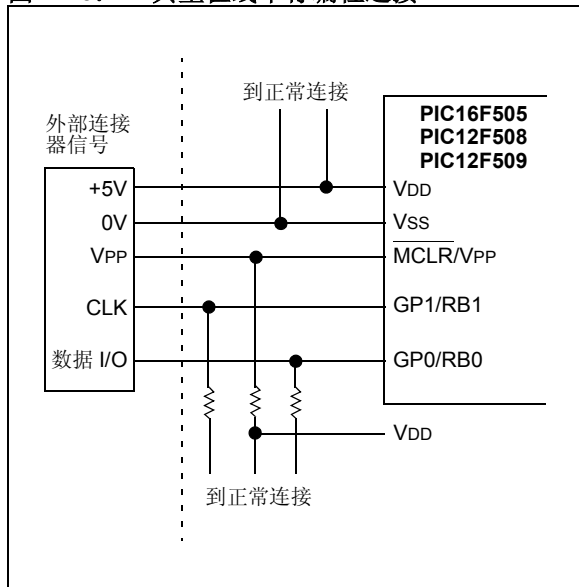 到正常连接
外部连接
器信号
PIC16F505
PIC12F508
PIC12F509
+5V
VDD
0V
VSS
VPP
MCLR/VPP
CLK
GP1/RB1
数据 I/O
GP0/RB0
VDD
到正常连接